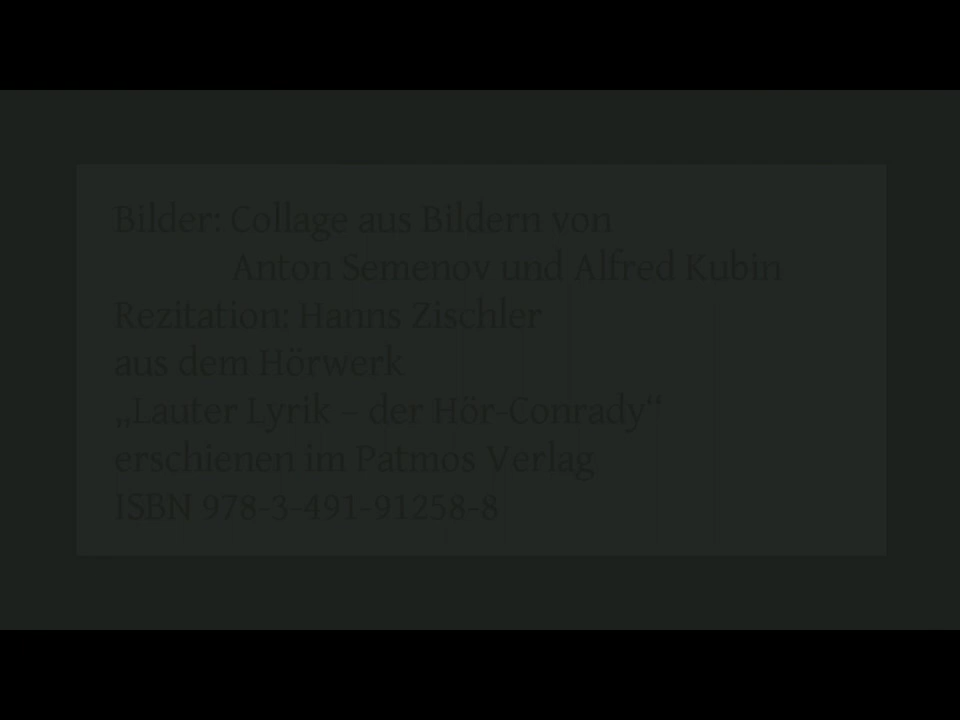 Bilder: Collage aus Bildern von
Anton Semenov und Alfred Kubin
Rezitation: Hanns Zischler
aus dem Hörwerk
„Lauter Lyrik – der Hör-Conrady“
erschienen im Patmos Verlag
ISBN 978-3-491-91258-8